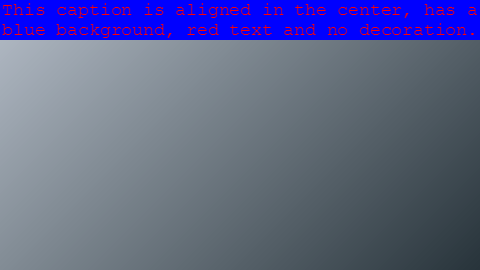 This caption is aligned in the center, has a
blue background, red text and no decoration.